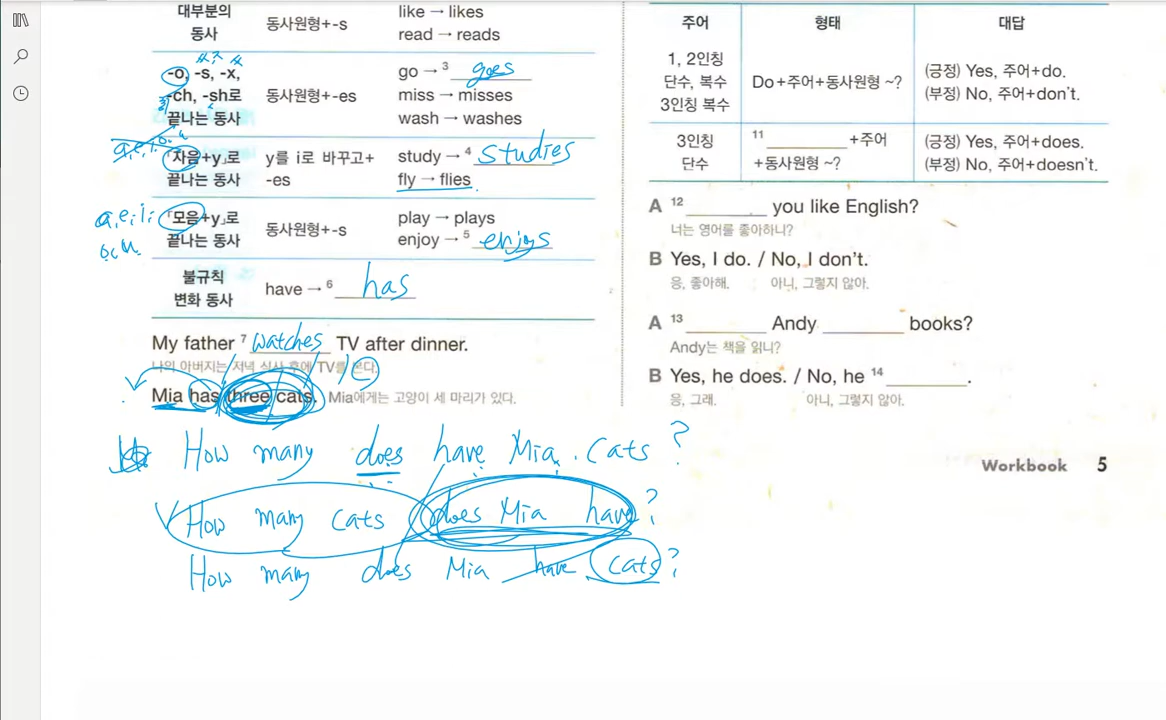 대부분의
동사
동사원형+-s
like → likes
read → reads
-o, -s, -x,
-ch, -sh로
끝나는 동사
동사원형+-es
go → 3 goes
miss → misses
wash → washes
「자음+y」로
끝나는 동사
y를 i로 바꾸고+
-es
study → 4 studies
fly → flies
a, e, i,
o, u
「모음+y」로
끝나는 동사
동사원형+-s
play → plays
enjoy → 5 enjoys
불규칙
변화 동사
have → 6 has
My father 7 watches TV after dinner.
나의 아버지는 저녁 식사 후에 TV를 본다.
Mia has three cats. Mia에게는 고양이 세 마리가 있다.
How many does have Mia cats?
How many cats does Mia have?
How many does Mia have cats?
주어 형태 대답
1, 2인칭
단수, 복수
3인칭 복수
Do+주어+동사원형 ~?
(긍정) Yes, 주어+do.
(부정) No, 주어+don't.
3인칭
단수
11 ________ +주어
+동사원형 ~?
(긍정) Yes, 주어+does.
(부정) No, 주어+doesn't.
A 12 ________ you like English?
너는 영어를 좋아하니?
B Yes, I do. / No, I don't.
응, 좋아해. 아니, 그렇지 않아.
A 13 ________ Andy ________ books?
Andy는 책을 읽니?
B Yes, he does. / No, he 14 ________.
응, 그래. 아니, 그렇지 않아.
Workbook 5